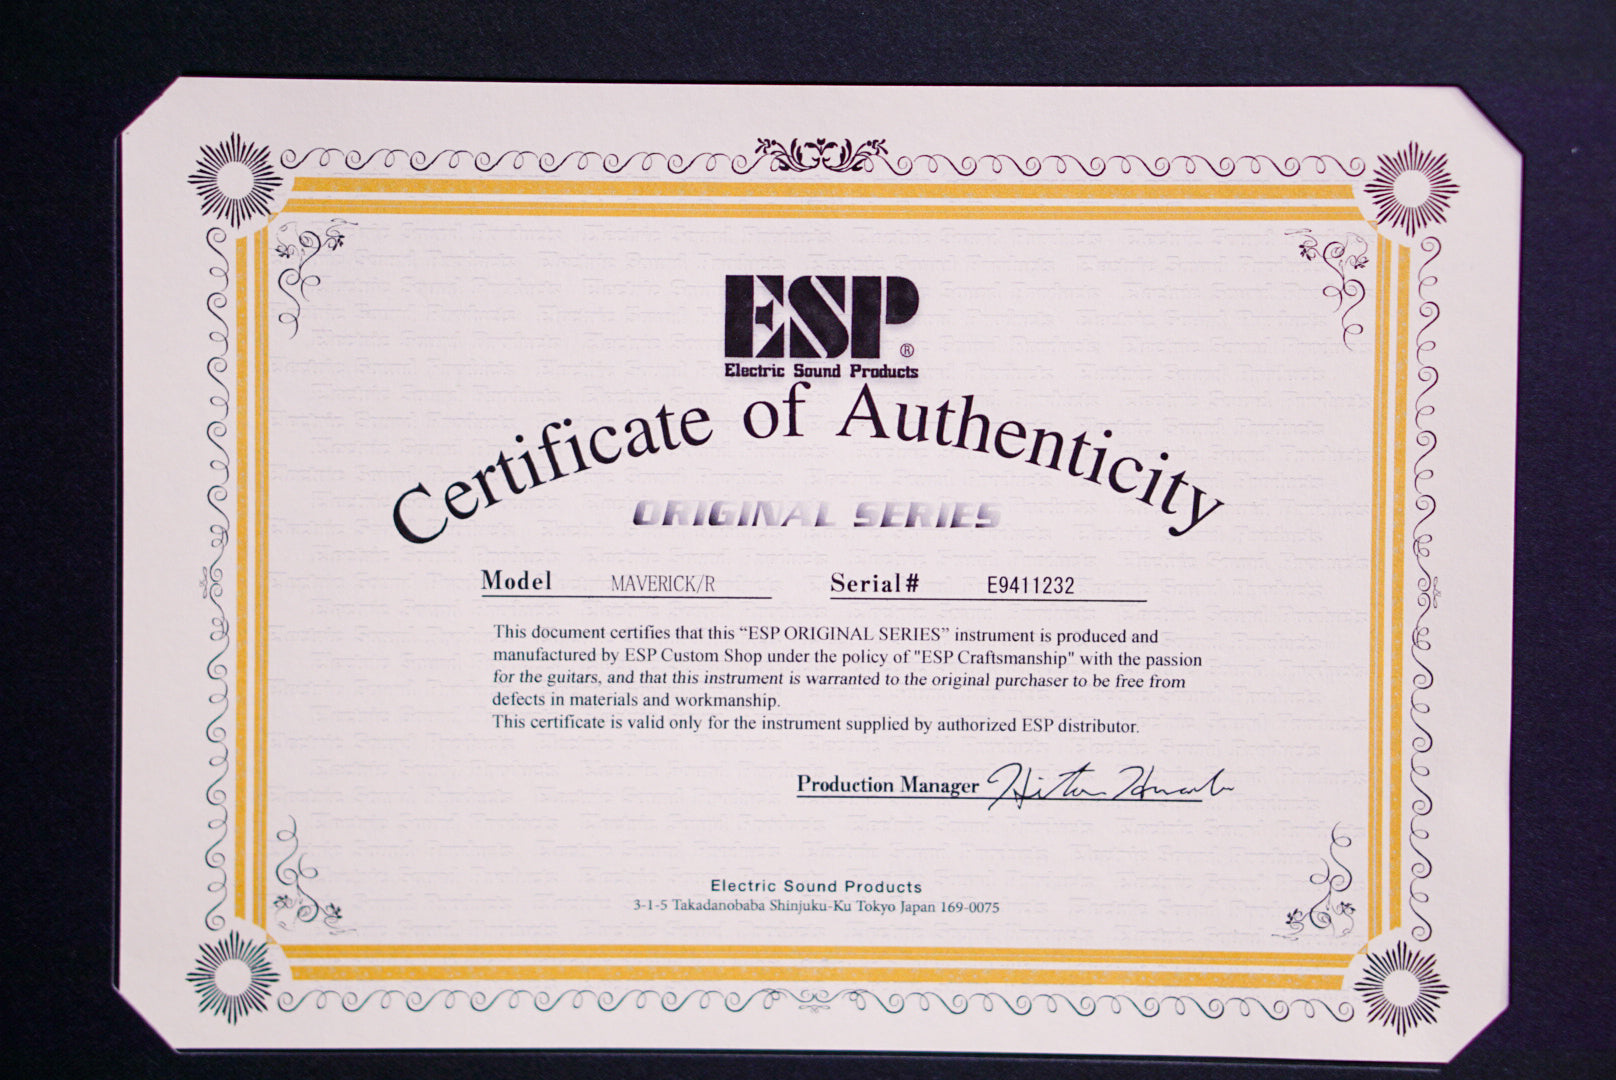 ESP®
Electric Sound Products
Certificate of Authenticity
ORIGINAL SERIES
Model MAVERICK/R Serial# E9411232
This document certifies that this “ESP ORIGINAL SERIES” instrument is produced and
manufactured by ESP Custom Shop under the policy of "ESP Craftsmanship" with the passion
for the guitars, and that this instrument is warranted to the original purchaser to be free from
defects in materials and workmanship.
This certificate is valid only for the instrument supplied by authorized ESP distributor.
Production Manager
Electric Sound Products
3-1-5 Takadanobaba Shinjuku-Ku Tokyo Japan 169-0075